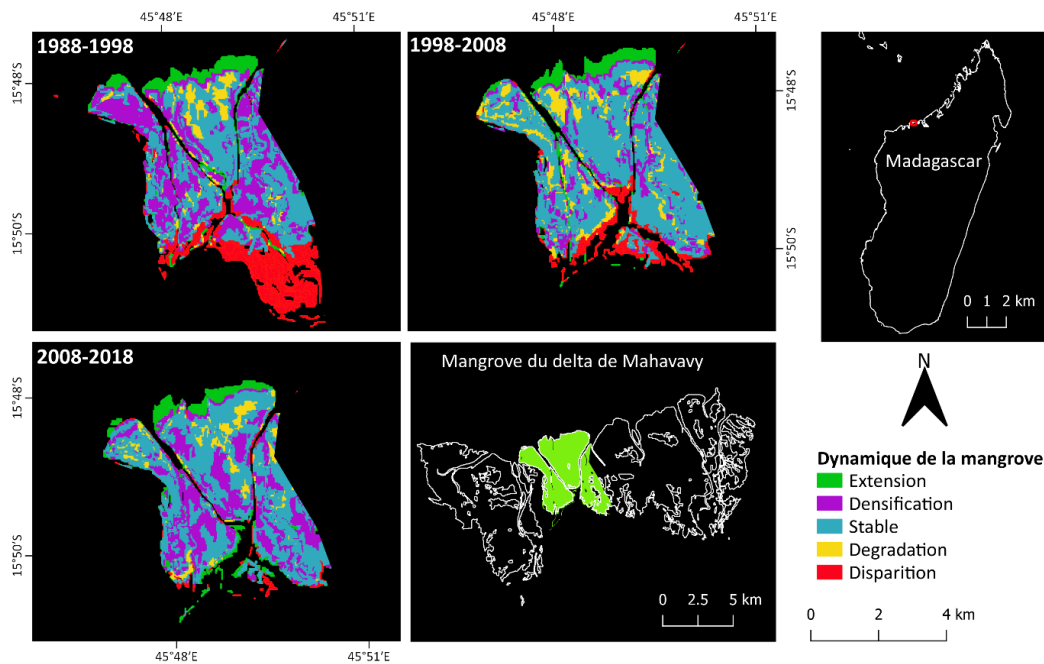 45°48'E 45°51'E 45°48'E 45°51'E
1988-1998
1998-2008
15°48'S
15°48'S
15°50'S
15°50'S
Madagascar
0 1 2 km
2008-2018
15°48'S
15°50'S
45°48'E 45°51'E
Mangrove du delta de Mahavavy
0 2.5 5 km
N
Dynamique de la mangrove
Extension
Densification
Stable
Degradation
Disparition
0 2 4 km